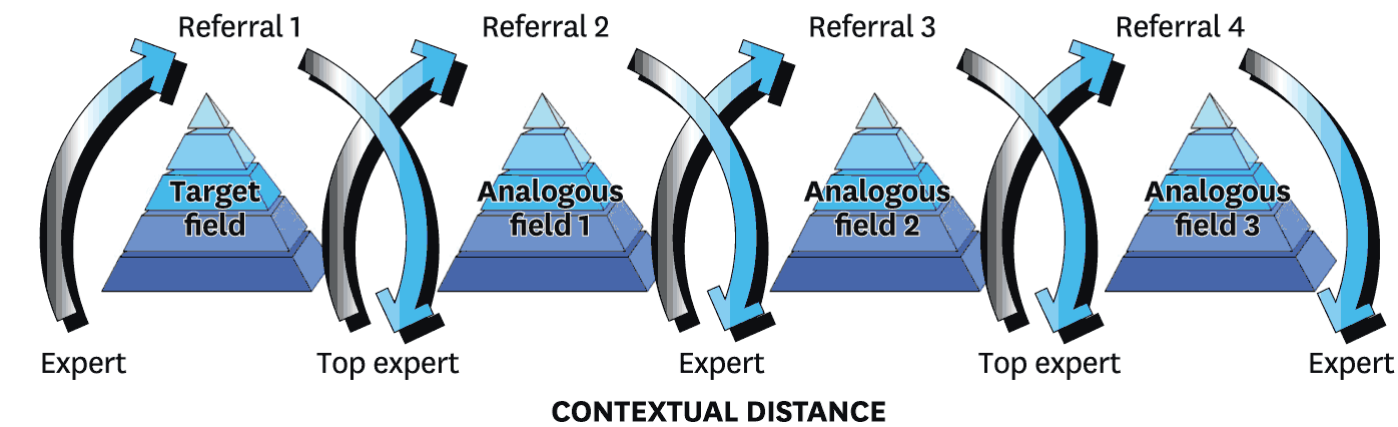 Referral 1
Referral 2
Referral 3
Referral 4
Target
field
Analogous
field 1
Analogous
field 2
Analogous
field 3
Expert
Top expert
Expert
Top expert
Expert
CONTEXTUAL DISTANCE